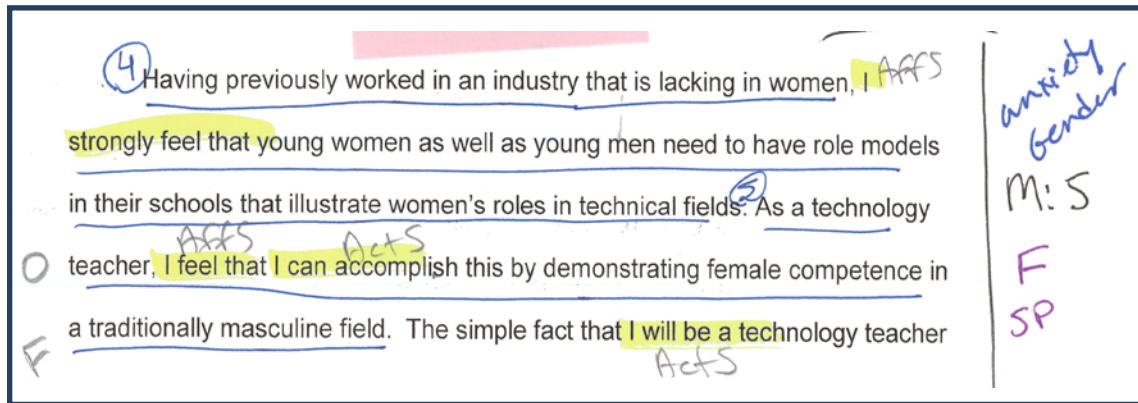 4 Having previously worked in an industry that is lacking in women, I AffS
anxiety
strongly feel that young women as well as young men need to have role models
Gender
in their schools that illustrate women's roles in technical fields. 5 As a technology
M: S
AffS ActS
O teacher, I feel that I can accomplish this by demonstrating female competence in
F
F a traditionally masculine field. The simple fact that I will be a technology teacher
SP
ActS